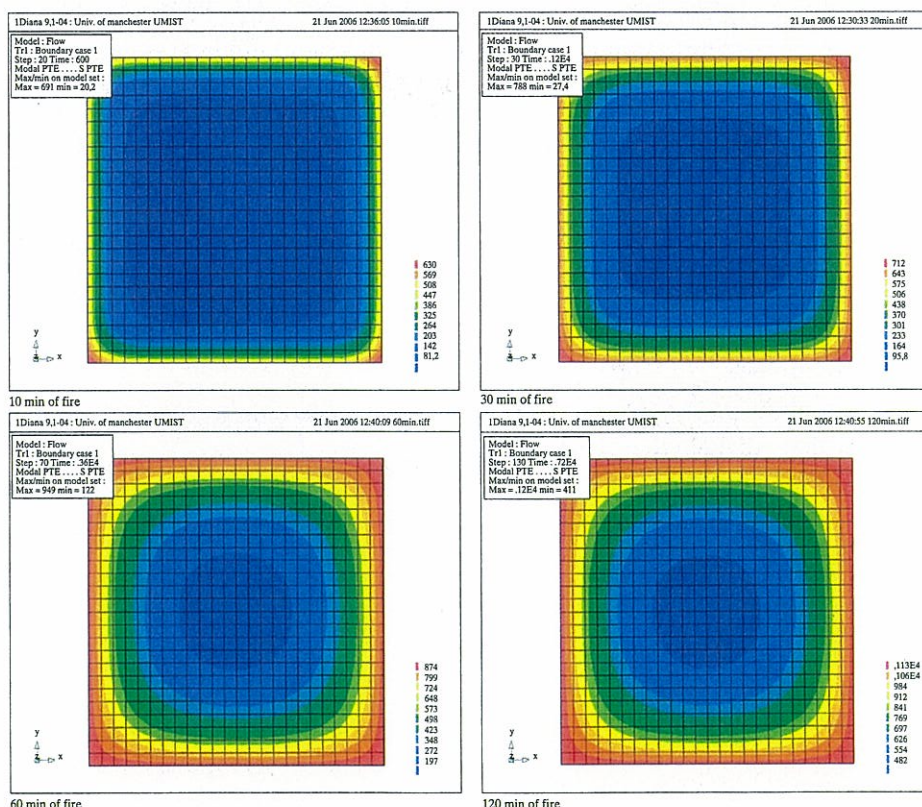 1Diana 9,1-04 : Univ. of manchester UMIST 21 Jun 2006 12:36:05 10min.tiff
Model : Flow
Tr1 : Boundary case 1
Step : 20 Time : 600
Modal PTE .... S PTE
Max/min on model set :
Max = 691 min = 20,2
630
569
508
447
386
325
264
203
142
81,2
y
x
10 min of fire
1Diana 9,1-04 : Univ. of manchester UMIST 21 Jun 2006 12:30:33 20min.tiff
Model : Flow
Tr1 : Boundary case 1
Step : 30 Time : .12E4
Modal PTE .... S PTE
Max/min on model set :
Max = 788 min = 27,4
712
643
575
506
438
370
301
233
164
95,8
y
x
30 min of fire
1Diana 9,1-04 : Univ. of manchester UMIST 21 Jun 2006 12:40:09 60min.tiff
Model : Flow
Tr1 : Boundary case 1
Step : 70 Time : .36E4
Modal PTE .... S PTE
Max/min on model set :
Max = 949 min = 122
874
799
724
648
573
498
423
348
272
197
y
x
60 min of fire
1Diana 9,1-04 : Univ. of manchester UMIST 21 Jun 2006 12:40:55 120min.tiff
Model : Flow
Tr1 : Boundary case 1
Step : 130 Time : .72E4
Modal PTE .... S PTE
Max/min on model set :
Max = .12E4 min = 411
,113E4
,106E4
984
912
841
769
697
626
554
482
y
x
120 min of fire